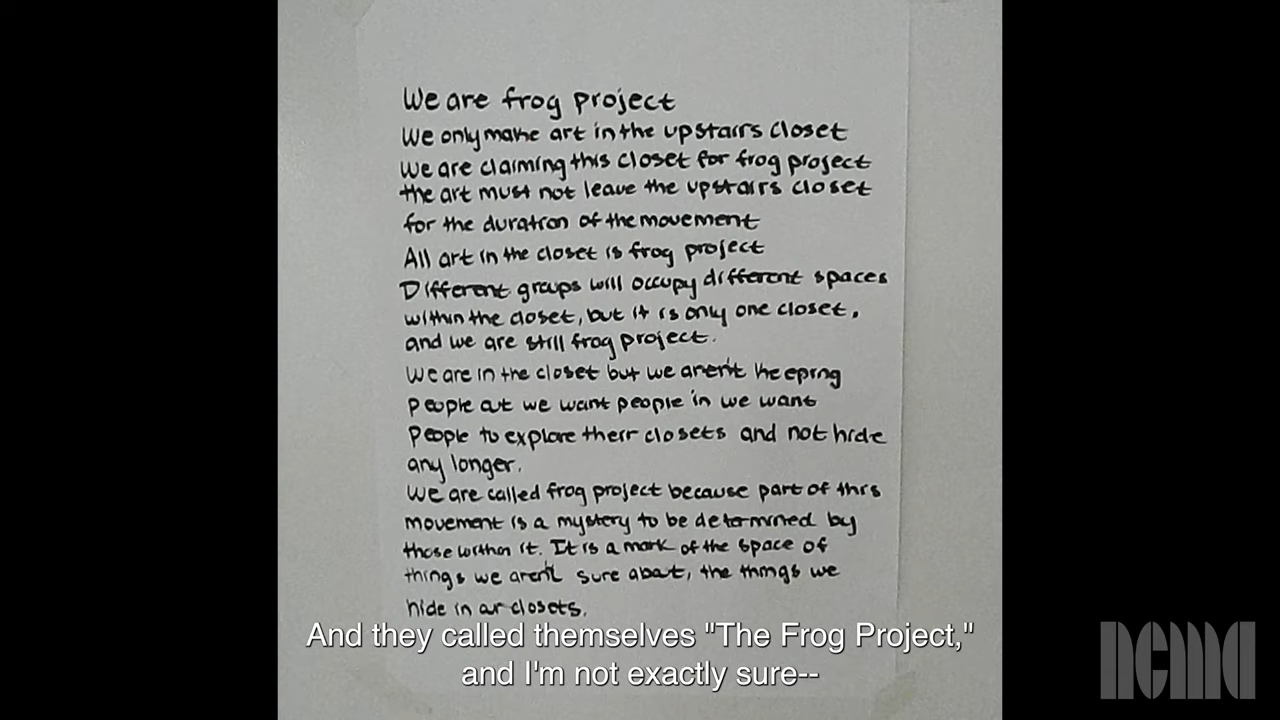 We are frog project
We only make art in the upstairs closet
We are claiming this closet for frog project
the art must not leave the upstairs closet
for the duration of the movement
All art in the closet is frog project
Different groups will occupy different spaces
within the closet, but it is only one closet,
and we are still frog project.
We are in the closet but we aren't keeping
people out we want people in we want
people to explore their closets and not hide
any longer.
We are called frog project because part of this
movement is a mystery to be determined by
those within it. It is a mark of the space of
things we aren't sure about, the things we
hide in our closets.
And they called themselves "The Frog Project,"
and I'm not exactly sure--
ncma